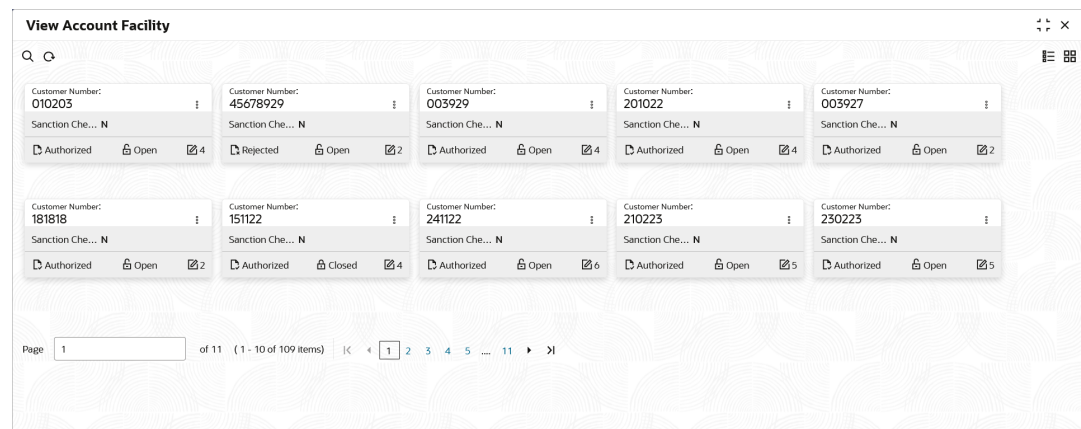 View Account Facility
Customer Number: Customer Number: Customer Number: Customer Number: Customer Number:
010203 45678929 003929 201022 003927
Sanction Che... N Sanction Che... N Sanction Che... N Sanction Che... N Sanction Che... N
Authorized Open 4 Rejected Open 2 Authorized Open 4 Authorized Open 4 Authorized Open 2
Customer Number: Customer Number: Customer Number: Customer Number: Customer Number:
181818 151122 241122 210223 230223
Sanction Che... N Sanction Che... N Sanction Che... N Sanction Che... N Sanction Che... N
Authorized Open 2 Authorized Closed 4 Authorized Open 6 Authorized Open 5 Authorized Open 5
Page 1 of 11 ( 1 - 10 of 109 items) 1 2 3 4 5 .... 11